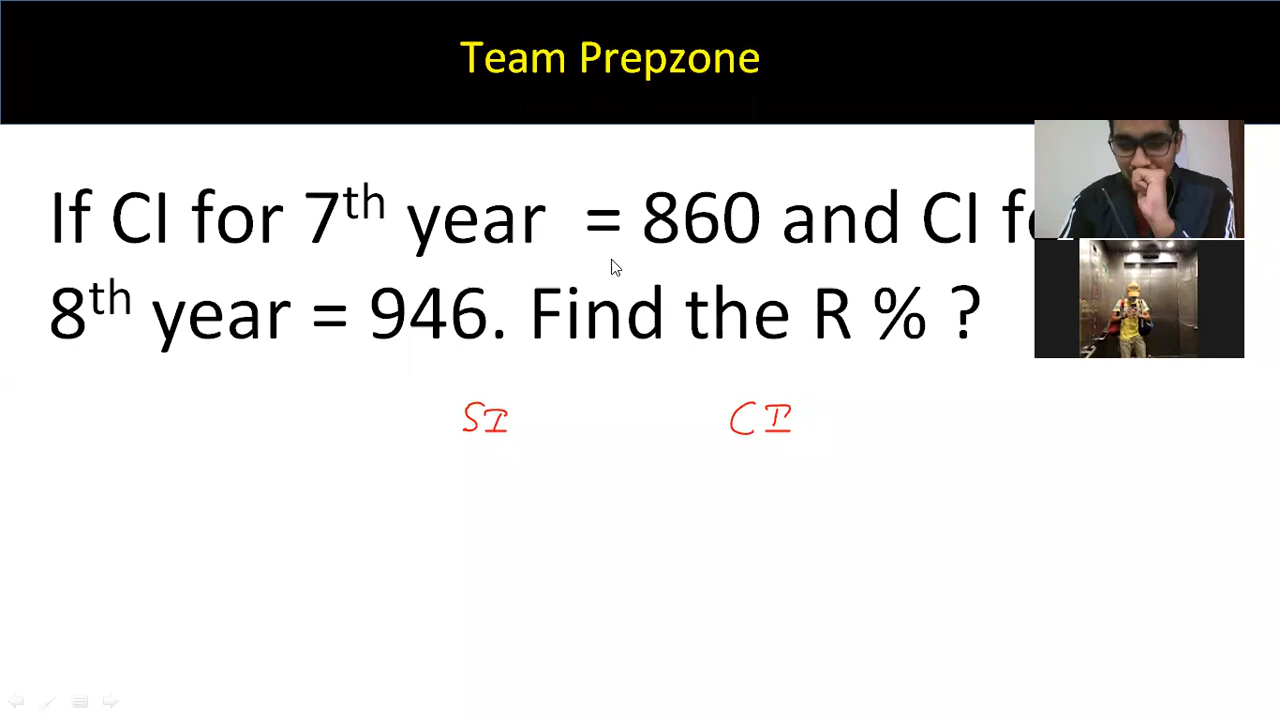 Team Prepzone
If CI for 7th year = 860 and CI
8th year = 946. Find the R % ?
SI CI